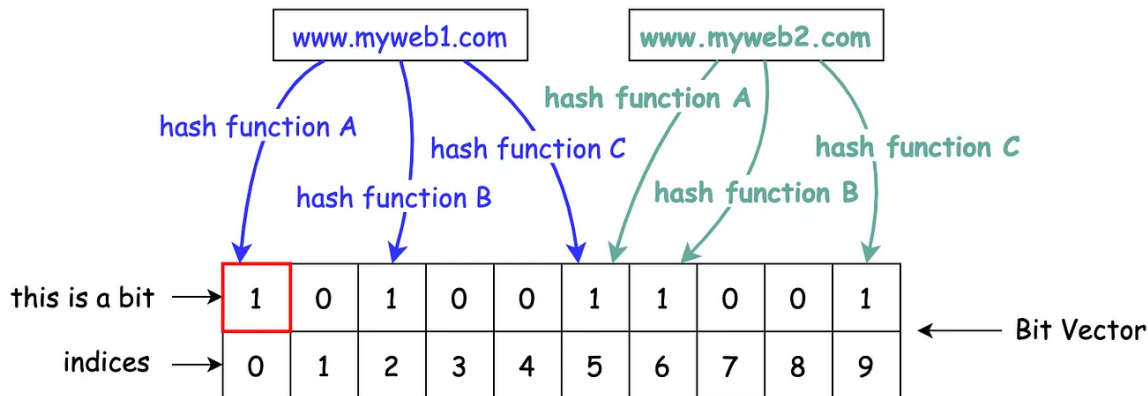 www.myweb1.com www.myweb2.com
hash function A
hash function A
hash function C
hash function C
hash function B
hash function B
this is a bit 1 0 1 0 0 1 1 0 0 1
Bit Vector
indices 0 1 2 3 4 5 6 7 8 9